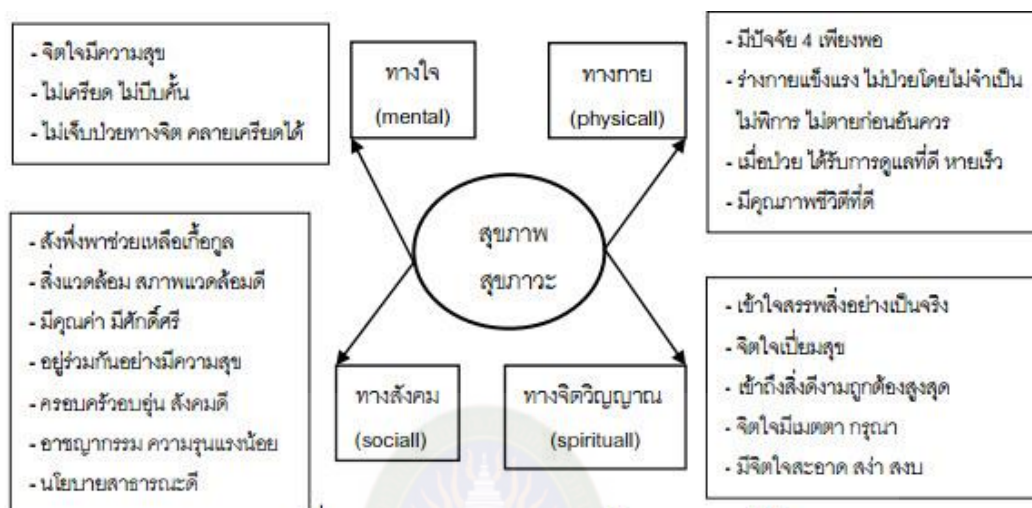 - จิตใจมีความสุข
- ไม่เครียด ไม่บีบคั้น
- ไม่เจ็บป่วยทางจิต คลายเครียดได้
ทางใจ
(mental)
ทางกาย
(physicall)
- มีปัจจัย 4 เพียงพอ
- ร่างกายแข็งแรง ไม่ป่วยโดยไม่จำเป็น
ไม่พิการ ไม่ตายก่อนอันควร
- เมื่อป่วย ได้รับการดูแลที่ดี หายเร็ว
- มีคุณภาพชีวิตีที่ดี
สุขภาพ
สุขภาวะ
- สังพึ่งพาช่วยเหลือเกื้อกูล
- สิ่งแวดล้อม สภาพแวดล้อมดี
- มีคุณค่า มีศักดิ์ศรี
- อยู่ร่วมกันอย่างมีความสุข
- ครอบครัวอบอุ่น สังคมดี
- อาชญากรรม ความรุนแรงน้อย
- นโยบายสาธารณะดี
ทางสังคม
(sociall)
ทางจิตวิญญาณ
(spirituall)
- เข้าใจสรรพสิ่งอย่างเป็นจริง
- จิตใจเปี่ยมสุข
- เข้าถึงสิ่งดีงามถูกต้องสูงสุด
- จิตใจมีเมตตา กรุณา
- มีจิตใจสะอาด สง่า สงบ